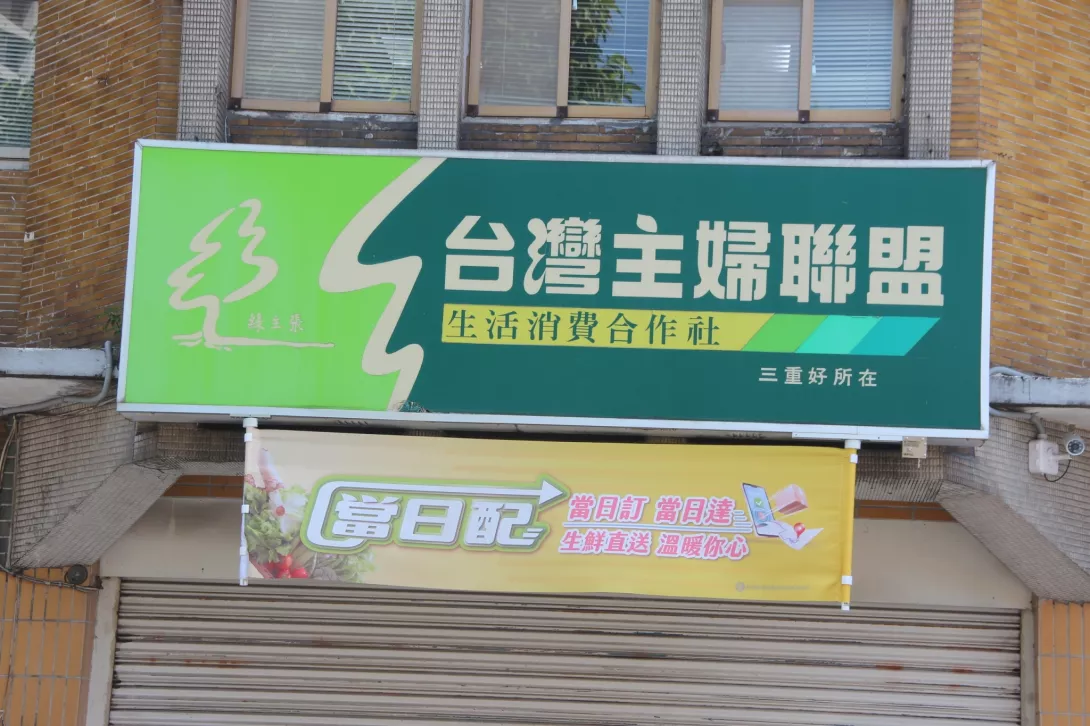 綠主張
台灣主婦聯盟
生活消費合作社
三重好所在
當日配
當日訂 當日達
生鮮直送 溫暖你心